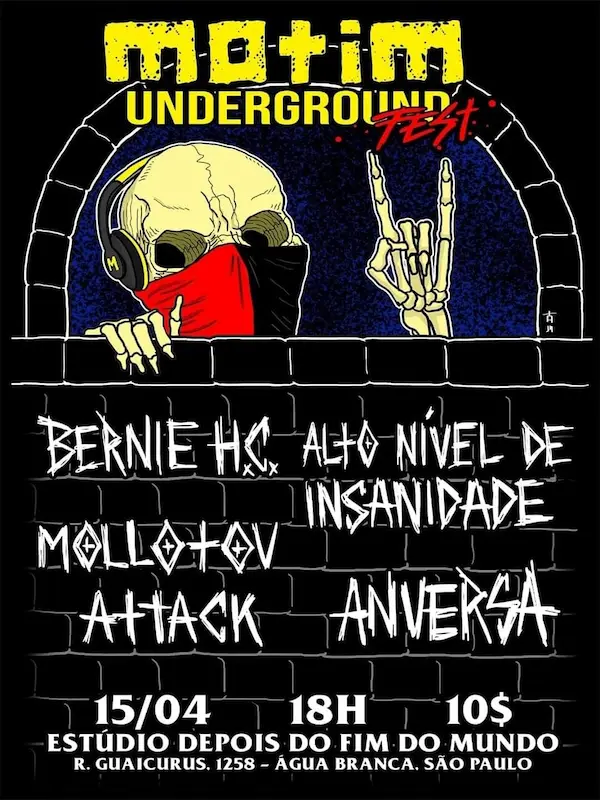 motim
UNDERGROUND
FEST
M
BERNIE H.C.
ALTO NÍVEL DE
INSANIDADE
MOLLOTOV
ATTACK
ANVERSA
15/04 18H 10$
ESTÚDIO DEPOIS DO FIM DO MUNDO
R. GUAICURUS, 1258 - ÁGUA BRANCA, SÃO PAULO